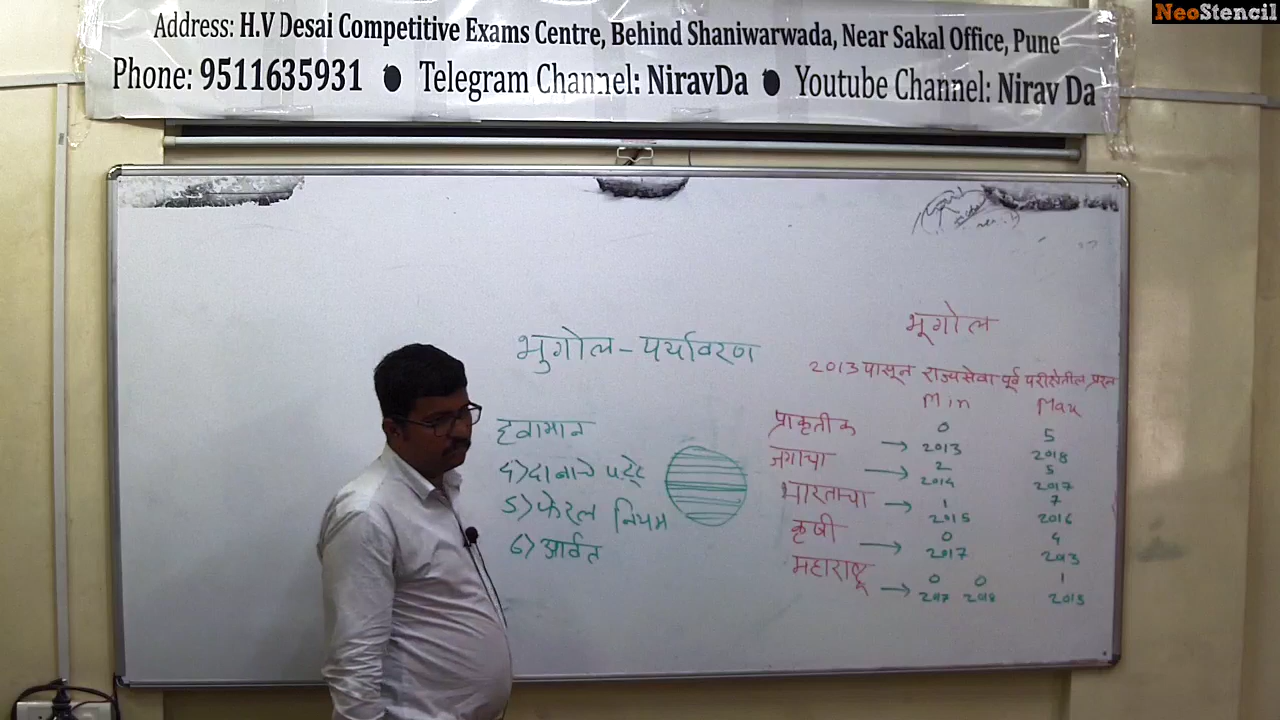 NeoStencil
Address: H.V Desai Competitive Exams Centre, Behind Shaniwarwada, Near Sakal Office, Pune
Phone: 9511635931 ● Telegram Channel: NiravDa ● Youtube Channel: Nirav Da
भुगोल - पर्यावरण
हवामान
4) दाबाचे पट्टे
5) फेरल नियम
6) आर्वत
भूगोल
2013 पासून राज्यसेवा पूर्व परीक्षेतील प्रश्न
Min Max
प्राकृतीक → 0 2013 5 2018
जगाचा → 2 2014 5 2017
भारताचा → 1 2015 7 2016
कृषी → 0 2017 4 2013
महाराष्ट्र → 0 2017 0 2018 1 2015